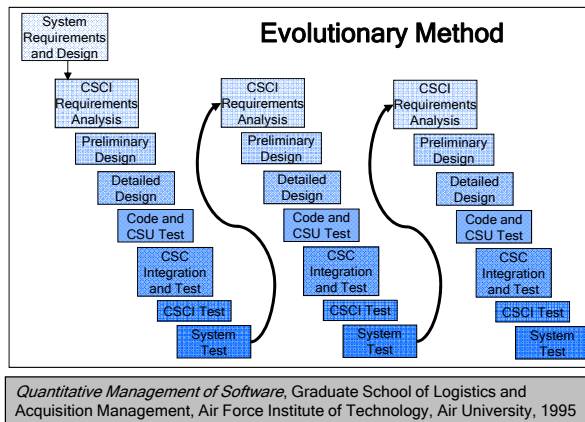 Evolutionary Method
System
Requirements
and Design
CSCI
Requirements
Analysis
Preliminary
Design
Detailed
Design
Code and
CSU Test
CSC
Integration
and Test
CSCI Test
System
Test
CSCI
Requirements
Analysis
Preliminary
Design
Detailed
Design
Code and
CSU Test
CSC
Integration
and Test
CSCI Test
System
Test
CSCI
Requirements
Analysis
Preliminary
Design
Detailed
Design
Code and
CSU Test
CSC
Integration
and Test
CSCI Test
System
Test
Quantitative Management of Software, Graduate School of Logistics and
Acquisition Management, Air Force Institute of Technology, Air University, 1995